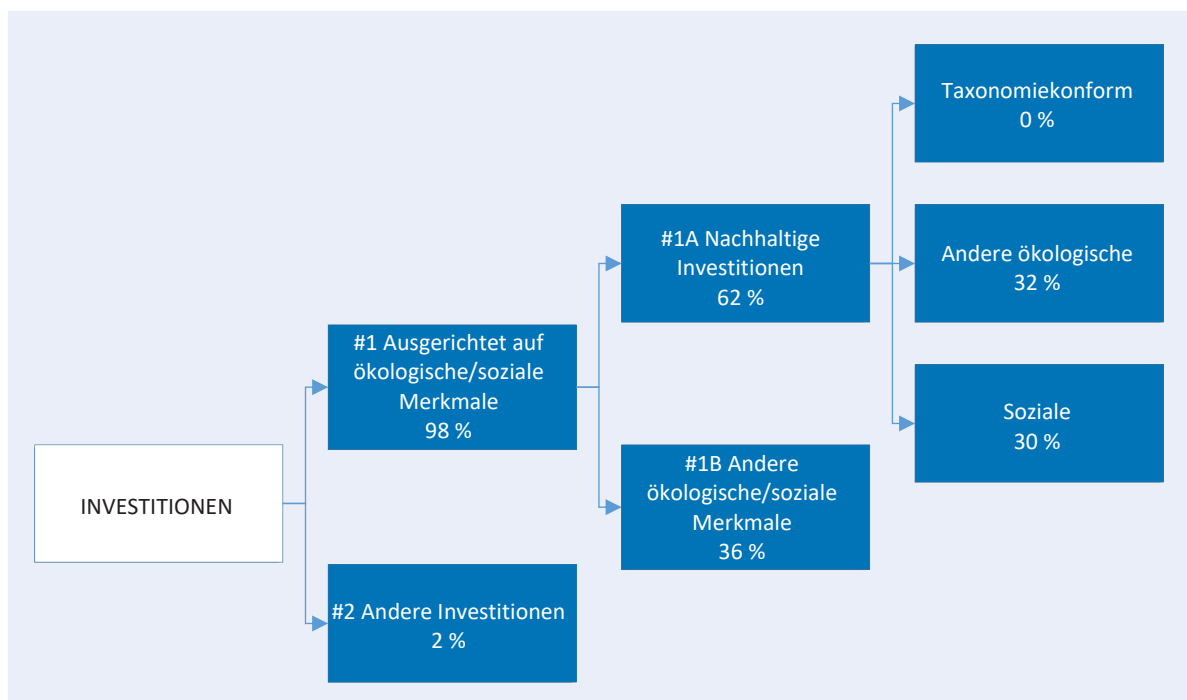 INVESTITIONEN
#1 Ausgerichtet auf
ökologische/soziale
Merkmale
98 %
#2 Andere Investitionen
2 %
#1A Nachhaltige
Investitionen
62 %
#1B Andere
ökologische/soziale
Merkmale
36 %
Taxonomiekonform
0 %
Andere ökologische
32 %
Soziale
30 %